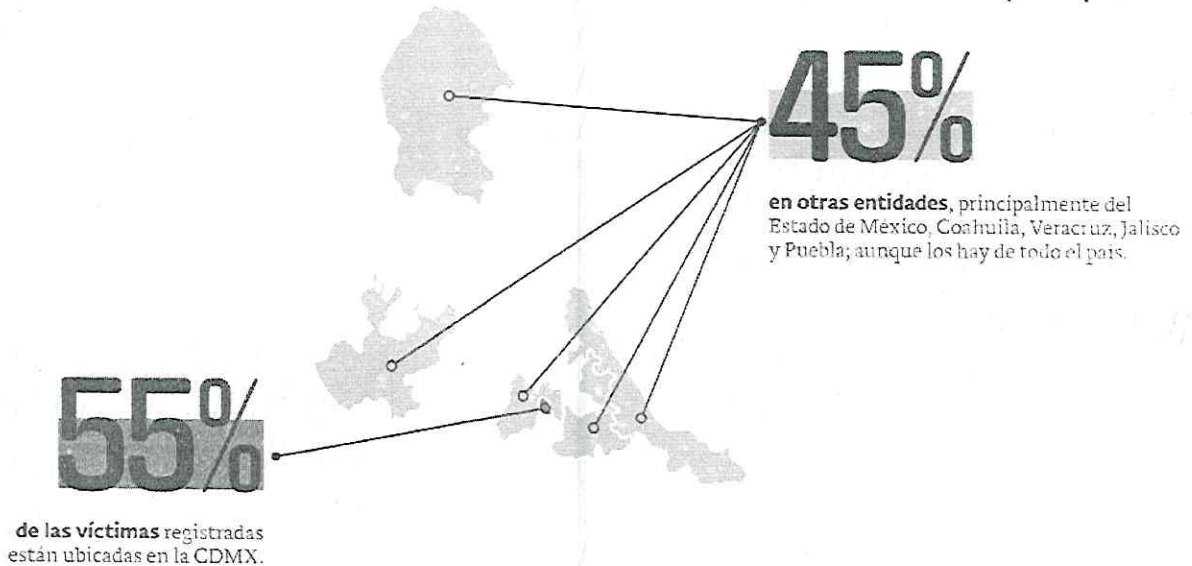 45%
en otras entidades, principalmente del
Estado de México, Coahuila, Veracruz, Jalisco
y Puebla; aunque los hay de todo el país.
55%
de las víctimas registradas
están ubicadas en la CDMX.